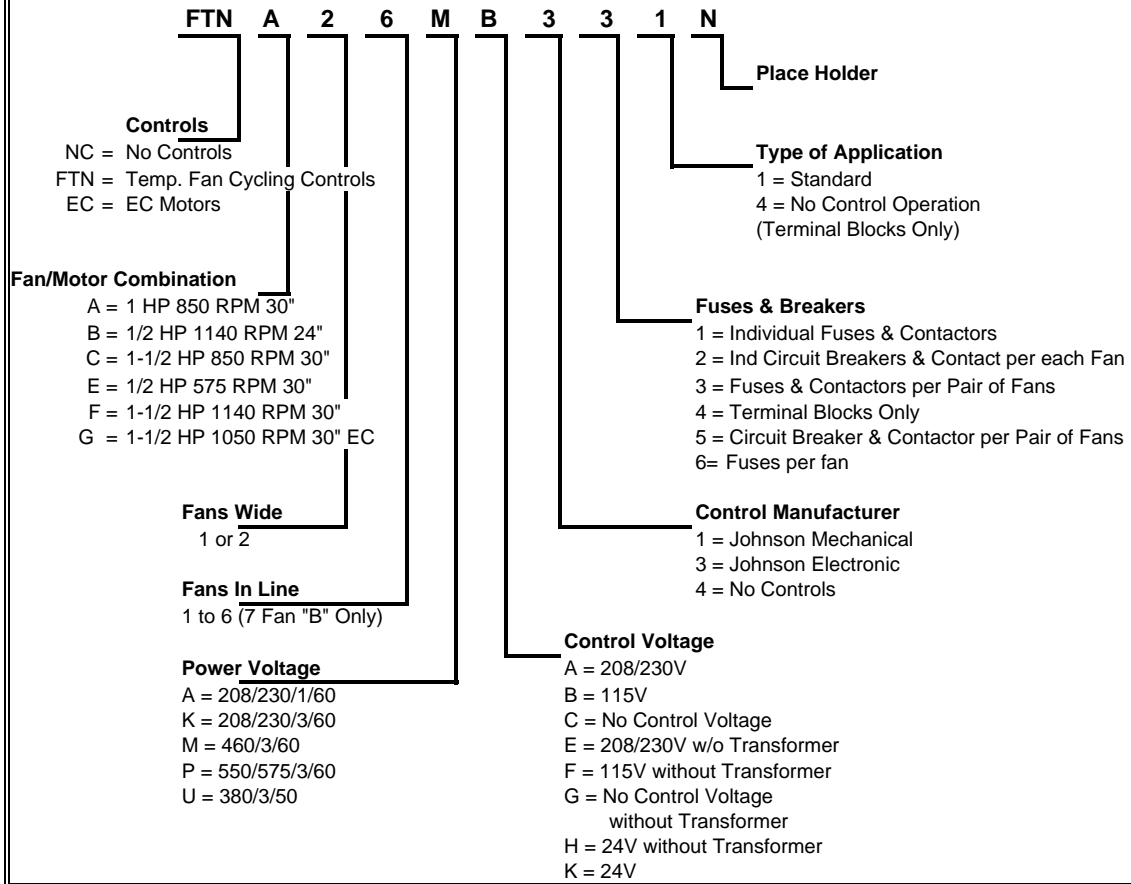 FTN A 2 6 M B 3 3 1 N
Place Holder
Controls
NC = No Controls
FTN = Temp. Fan Cycling Controls
EC = EC Motors
Type of Application
1 = Standard
4 = No Control Operation
(Terminal Blocks Only)
Fan/Motor Combination
A = 1 HP 850 RPM 30"
B = 1/2 HP 1140 RPM 24"
C = 1-1/2 HP 850 RPM 30"
E = 1/2 HP 575 RPM 30"
F = 1-1/2 HP 1140 RPM 30"
G = 1-1/2 HP 1050 RPM 30" EC
Fuses & Breakers
1 = Individual Fuses & Contactors
2 = Ind Circuit Breakers & Contact per each Fan
3 = Fuses & Contactors per Pair of Fans
4 = Terminal Blocks Only
5 = Circuit Breaker & Contactor per Pair of Fans
6= Fuses per fan
Fans Wide
1 or 2
Control Manufacturer
1 = Johnson Mechanical
3 = Johnson Electronic
4 = No Controls
Fans In Line
1 to 6 (7 Fan "B" Only)
Power Voltage
A = 208/230/1/60
K = 208/230/3/60
M = 460/3/60
P = 550/575/3/60
U = 380/3/50
Control Voltage
A = 208/230V
B = 115V
C = No Control Voltage
E = 208/230V w/o Transformer
F = 115V without Transformer
G = No Control Voltage
without Transformer
H = 24V without Transformer
K = 24V